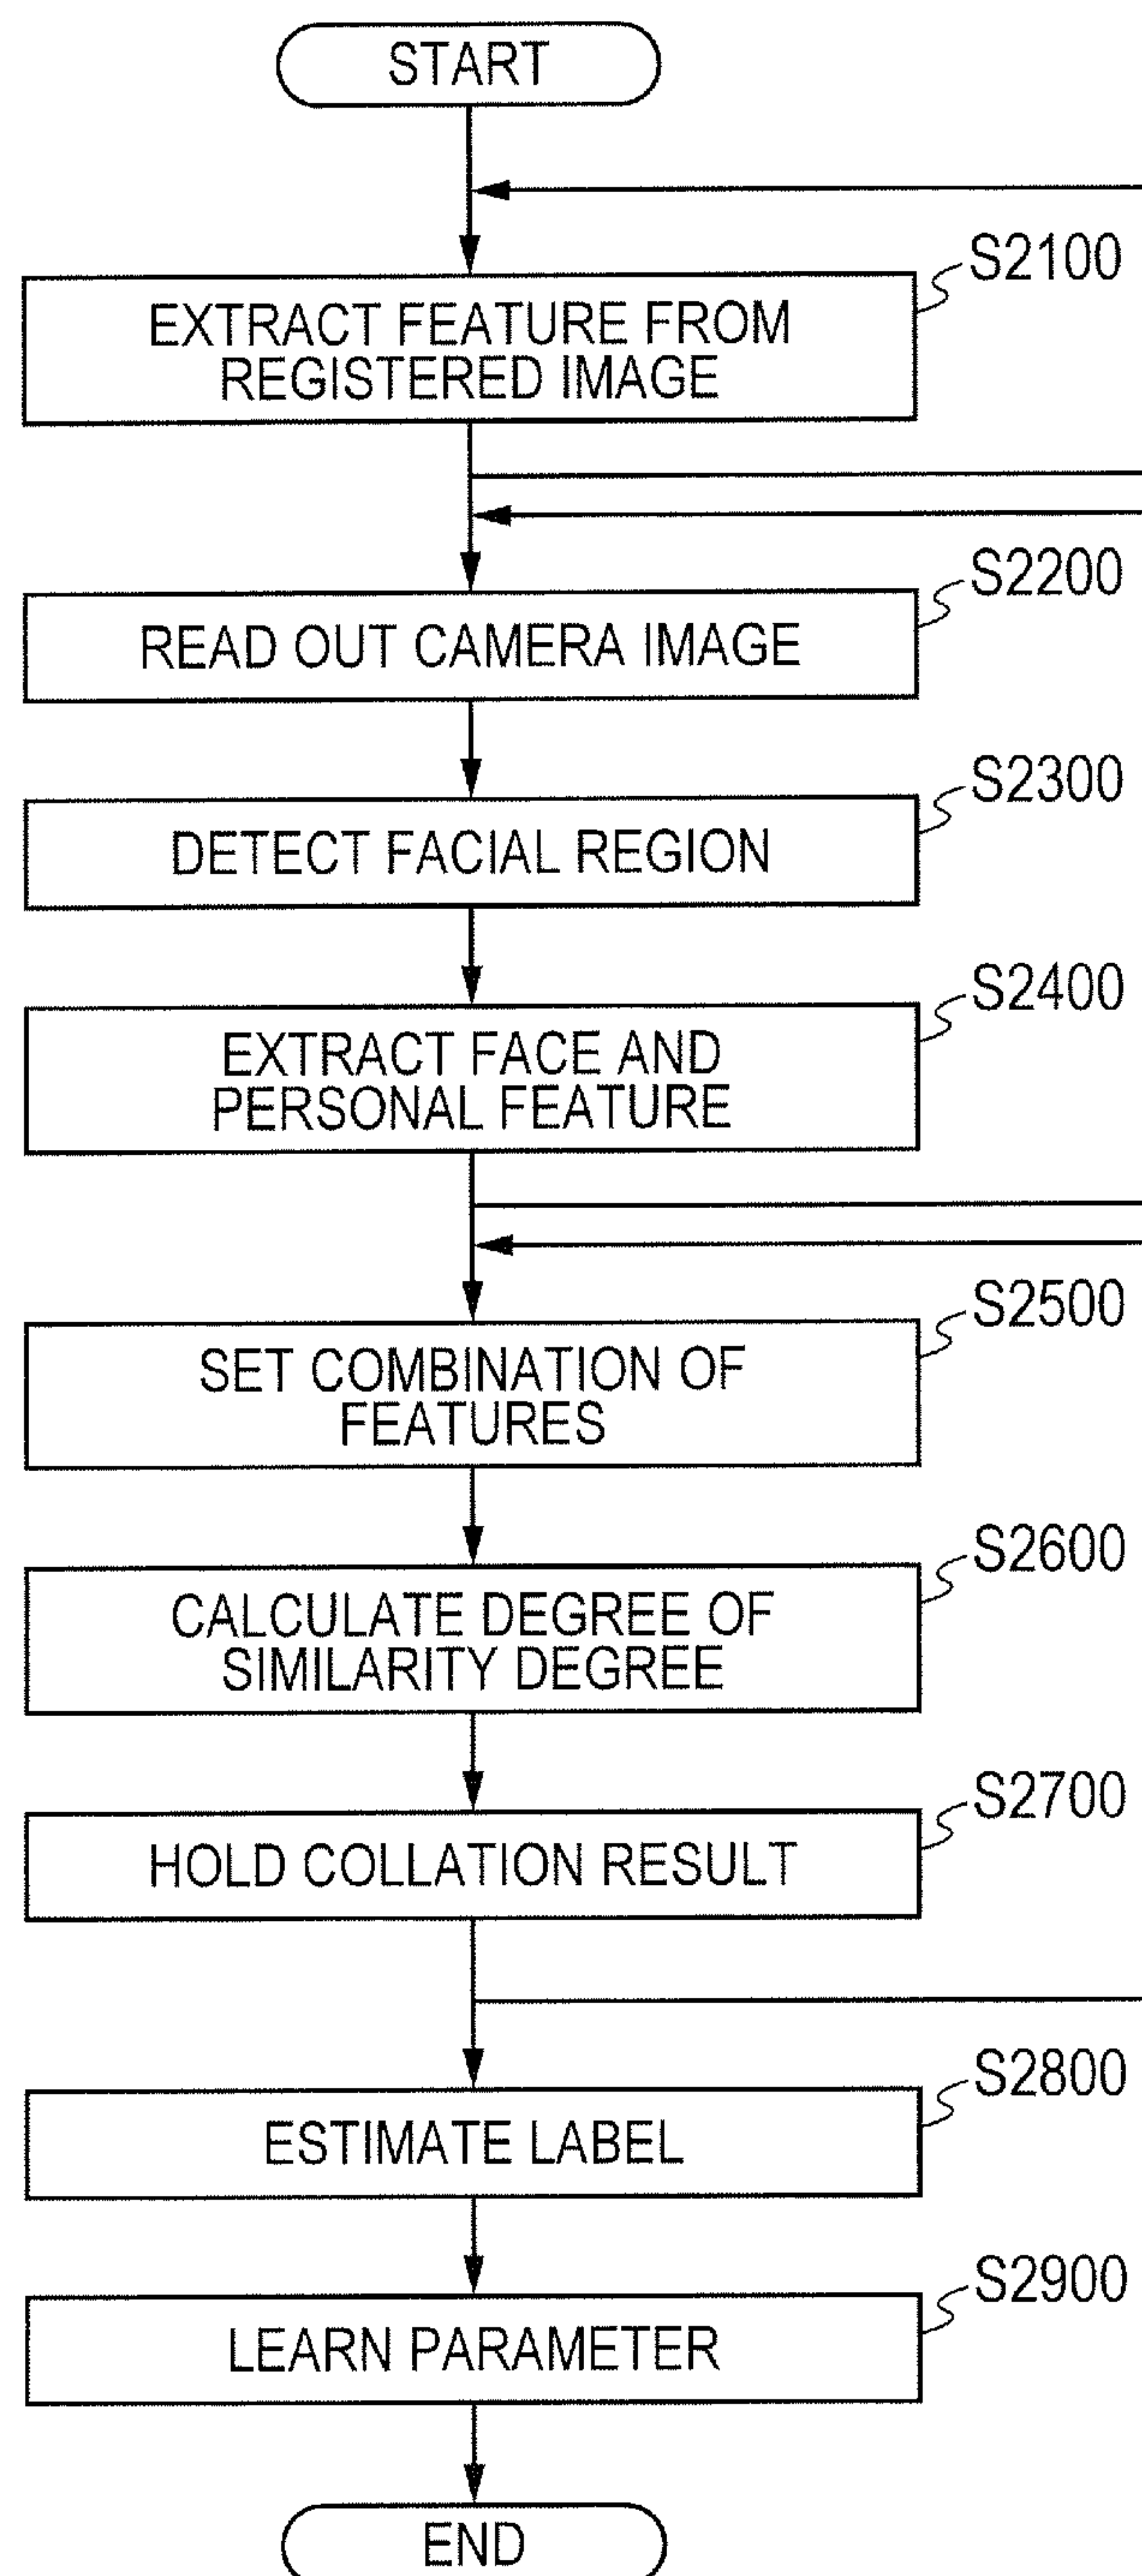 START
S2100
EXTRACT FEATURE FROM
REGISTERED IMAGE
S2200
READ OUT CAMERA IMAGE
S2300
DETECT FACIAL REGION
S2400
EXTRACT FACE AND
PERSONAL FEATURE
S2500
SET COMBINATION OF
FEATURES
S2600
CALCULATE DEGREE OF
SIMILARITY DEGREE
S2700
HOLD COLLATION RESULT
S2800
ESTIMATE LABEL
S2900
LEARN PARAMETER
END